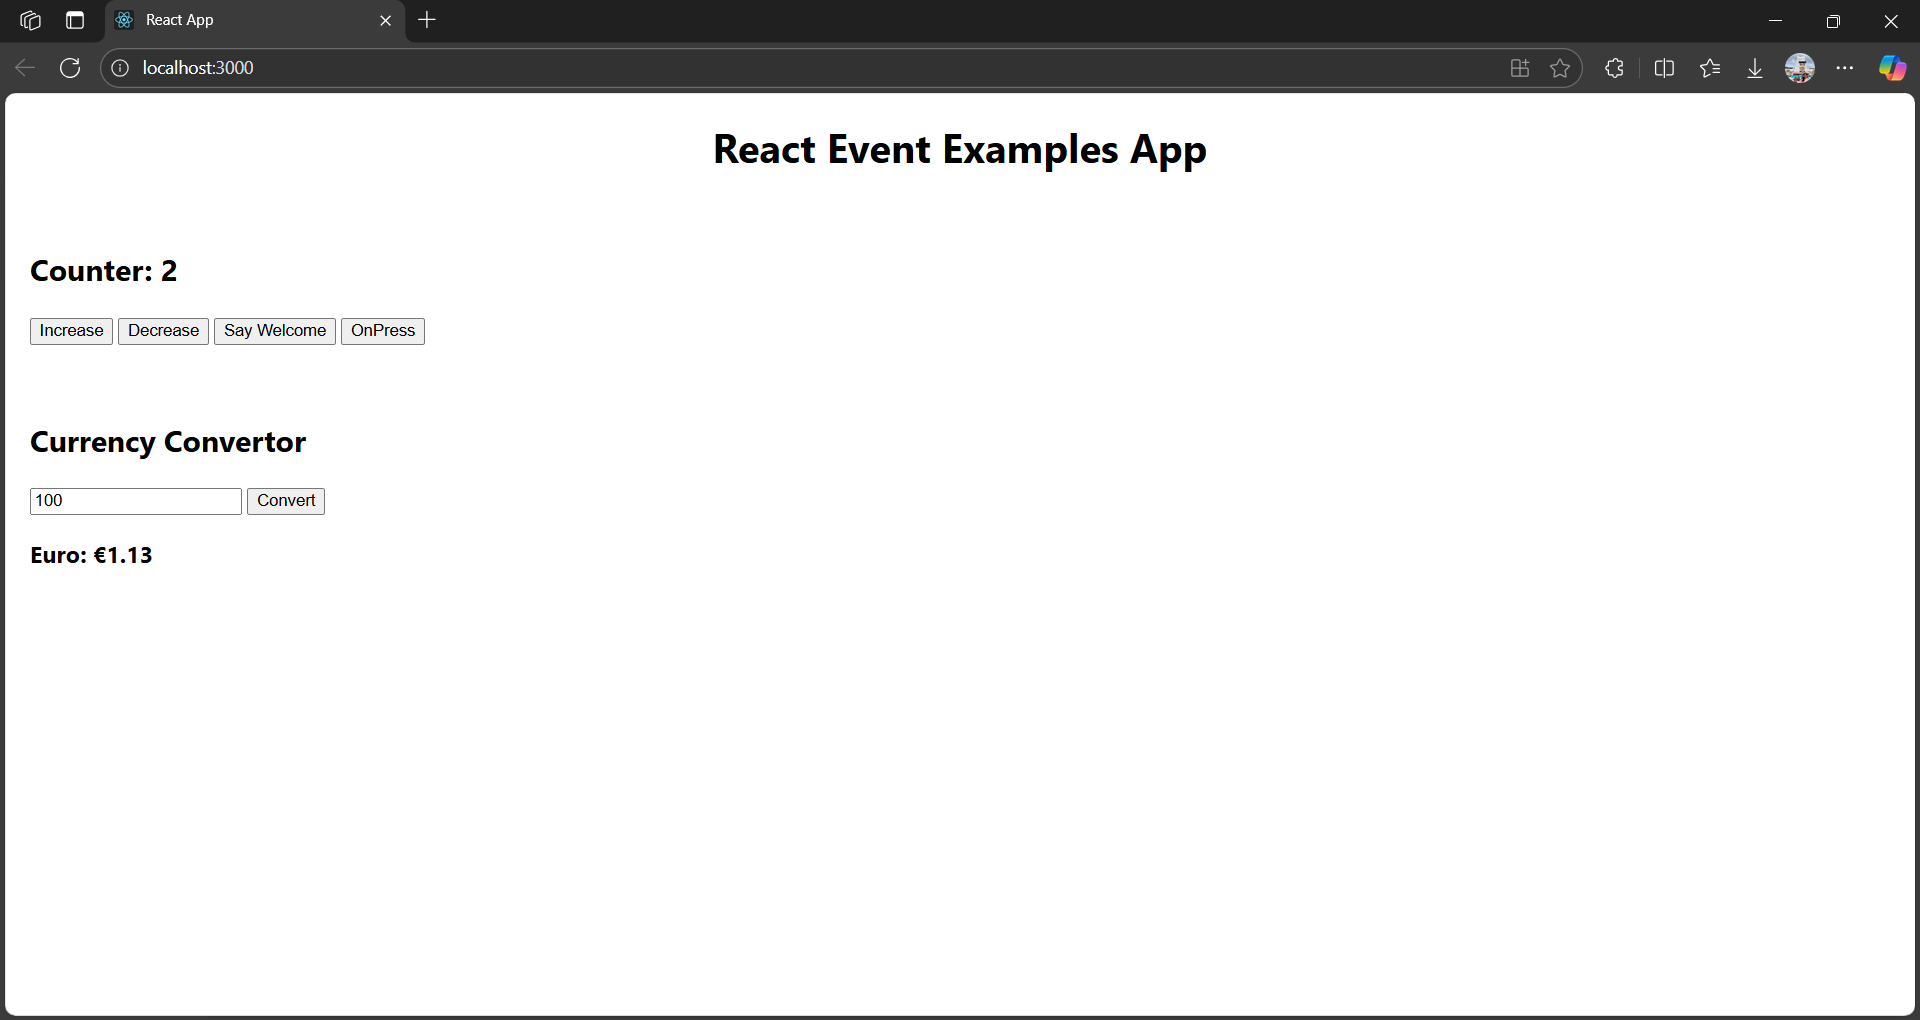 React App
localhost:3000
React Event Examples App
Counter: 2
Increase Decrease Say Welcome OnPress
Currency Convertor
100 Convert
Euro: €1.13